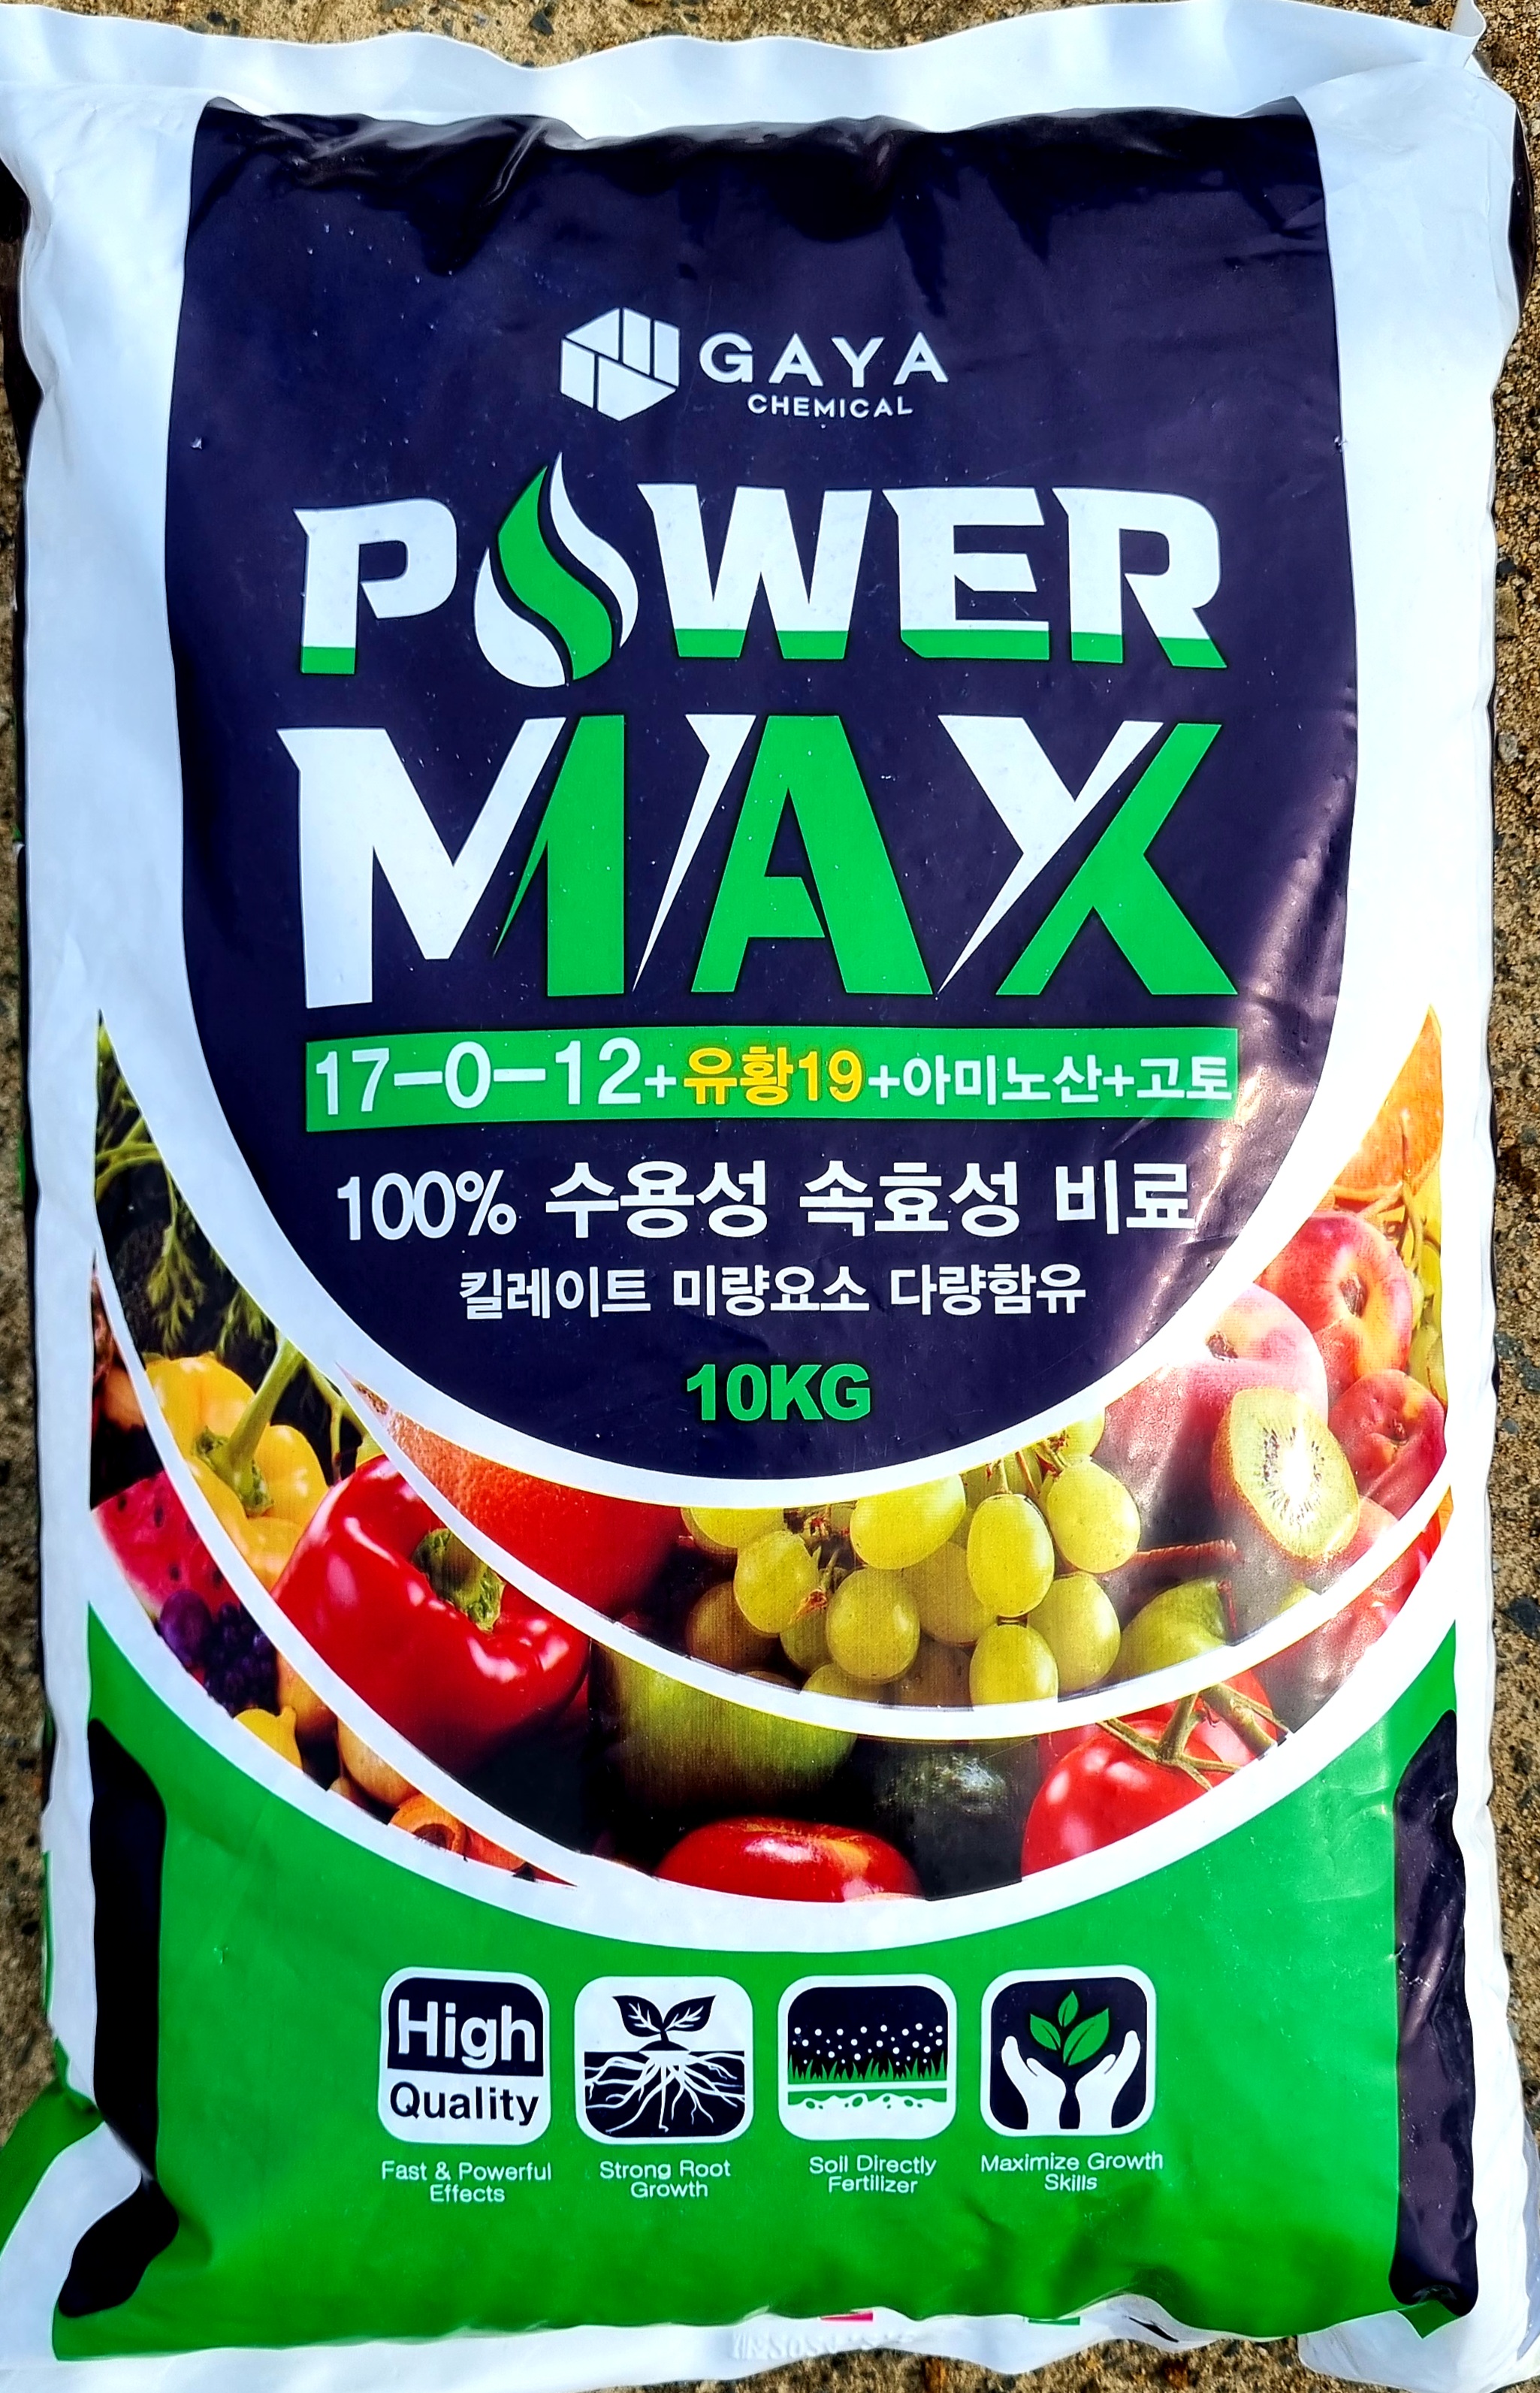 GAYA
CHEMICAL
POWER
MAX
17-0-12+유황19+아미노산+고토
100% 수용성 속효성 비료
킬레이트 미량요소 다량함유
10KG
High
Quality
Fast & Powerful
Effects
Strong Root
Growth
Soil Directly
Fertilizer
Maximize Growth
Skills